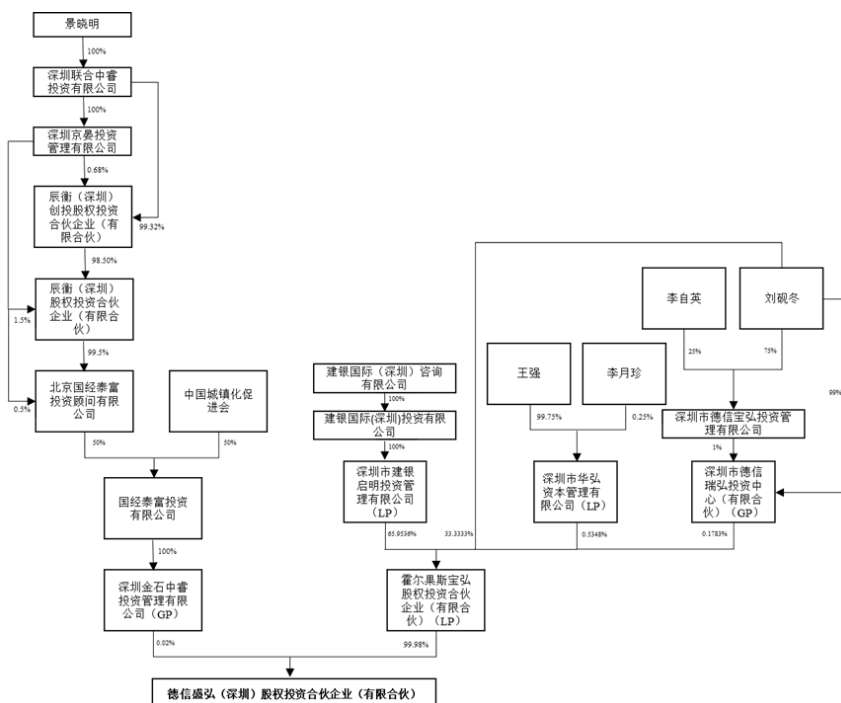 景晓明
100%
深圳联合中睿
投资有限公司
100%
深圳京晏投资
管理有限公司
0.68%
辰衡（深圳）
创投股权投资
合伙企业（有
限合伙）
99.32%
98.50%
辰衡（深圳）
股权投资合伙
企业（有限合
伙）
1.5%
99.5%
北京国经泰富
投资顾问有限
公司
0.5%
中国城镇化促
进会
50%
50%
国经泰富投资
有限公司
100%
深圳金石中睿
投资管理有限
公司（GP）
0.02%
建银国际（深圳）咨询
有限公司
100%
建银国际(深圳)投资有限
公司
100%
深圳市建银
启明投资管
理有限公司
（LP）
65.9536%
33.3333%
王强
李月珍
99.75%
0.25%
深圳市华弘
资本管理有
限公司（LP）
0.5348%
李自英
刘砚冬
25%
75%
99%
深圳市德信宝弘投资管
理有限公司
1%
深圳市德信
瑞弘投资中
心（有限合
伙）（GP）
0.1783%
霍尔果斯宝弘
股权投资合伙
企业（有限合
伙）（LP）
99.98%
德信盛弘（深圳）股权投资合伙企业（有限合伙）